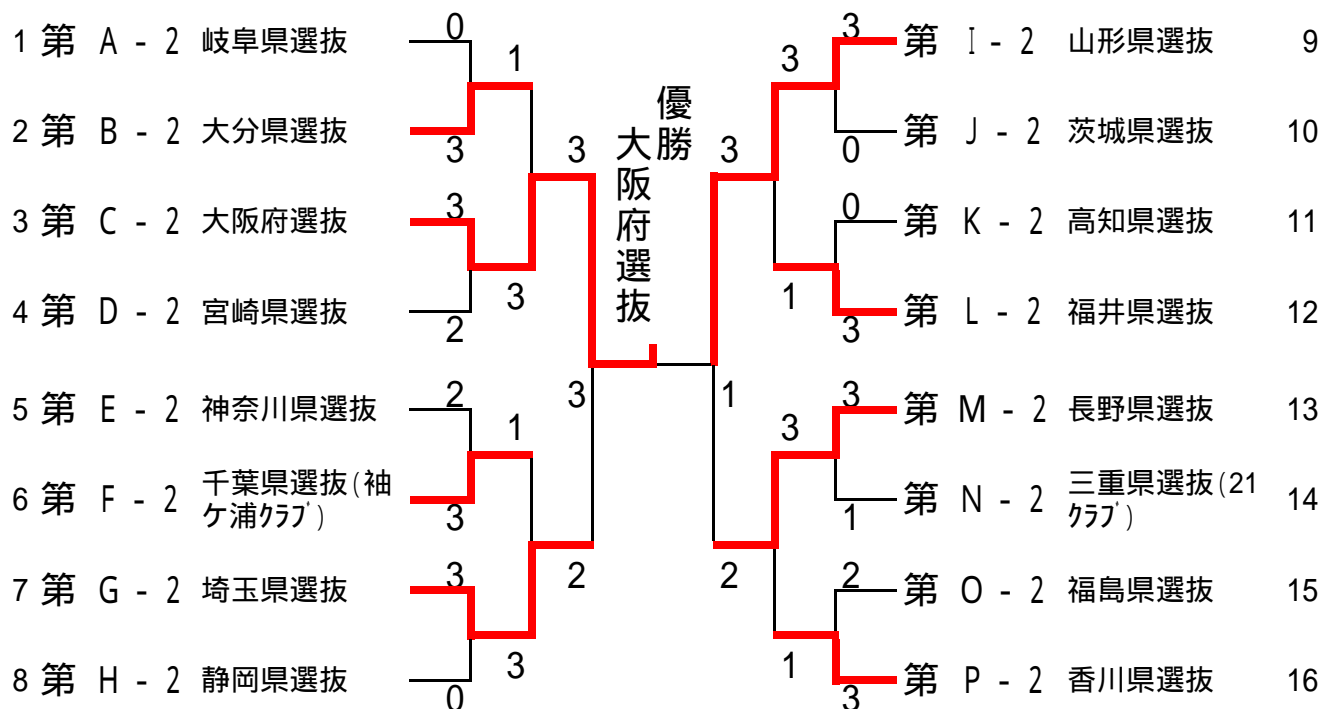 1 第 A - 2 岐阜県選抜
2 第 B - 2 大分県選抜
3 第 C - 2 大阪府選抜
4 第 D - 2 宮崎県選抜
5 第 E - 2 神奈川県選抜
6 第 F - 2 千葉県選抜(袖
ケ浦ｸﾗﾌﾞ)
7 第 G - 2 埼玉県選抜
8 第 H - 2 静岡県選抜
0
3
3
2
2
3
3
0
1
3
1
3
3
2
3
優勝
大阪府選抜
1
3
2
3
1
3
1
3
0
0
3
3
1
2
3
第 I - 2 山形県選抜 9
第 J - 2 茨城県選抜 10
第 K - 2 高知県選抜 11
第 L - 2 福井県選抜 12
第 M - 2 長野県選抜 13
第 N - 2 三重県選抜(21
ｸﾗﾌﾞ) 14
第 O - 2 福島県選抜 15
第 P - 2 香川県選抜 16